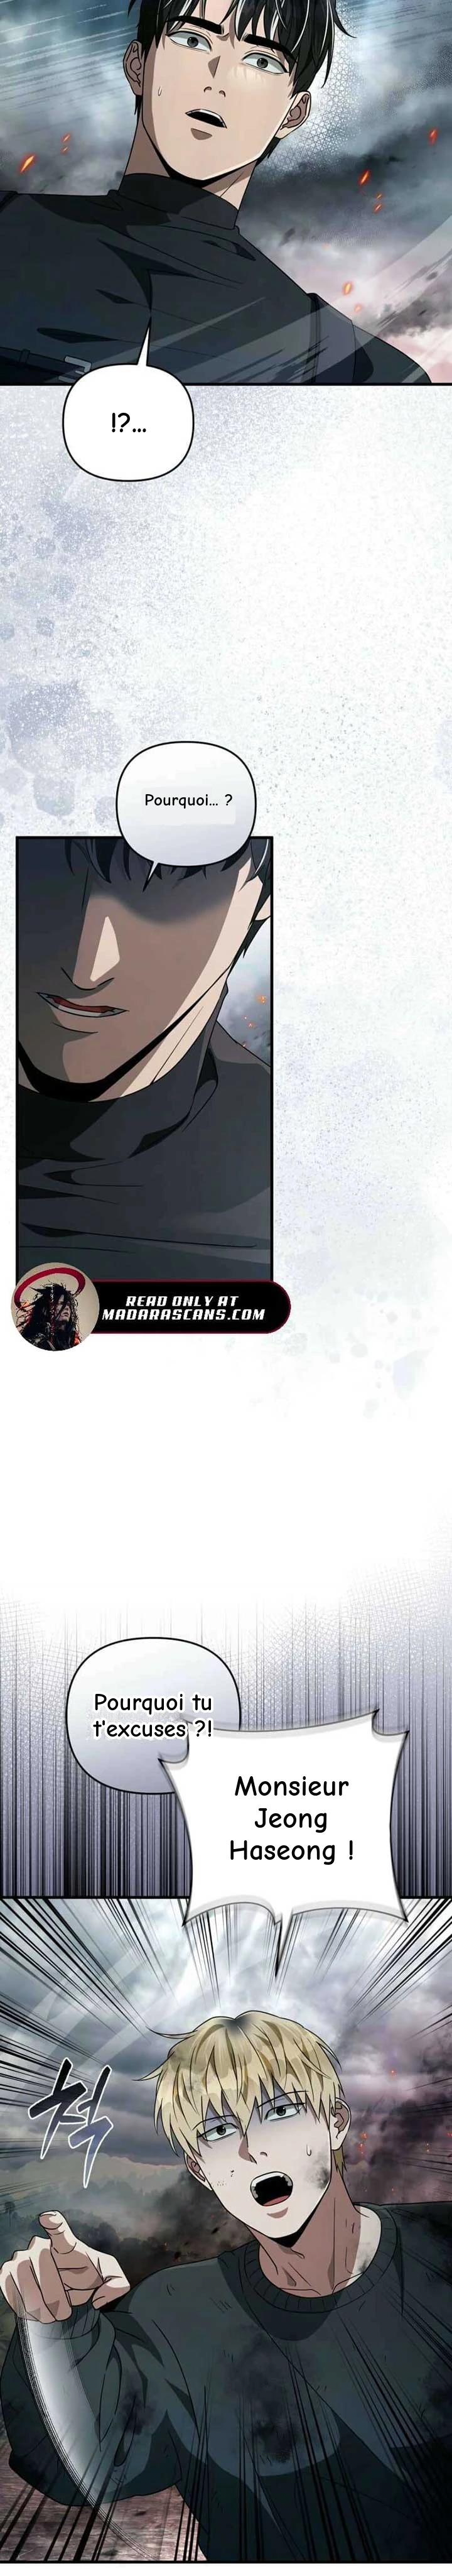 !?...
Pourquoi... ?
READ ONLY AT
MADARASCANS.COM
Pourquoi tu
t'excuses ?!
Monsieur
Jeong
Haseong !
척